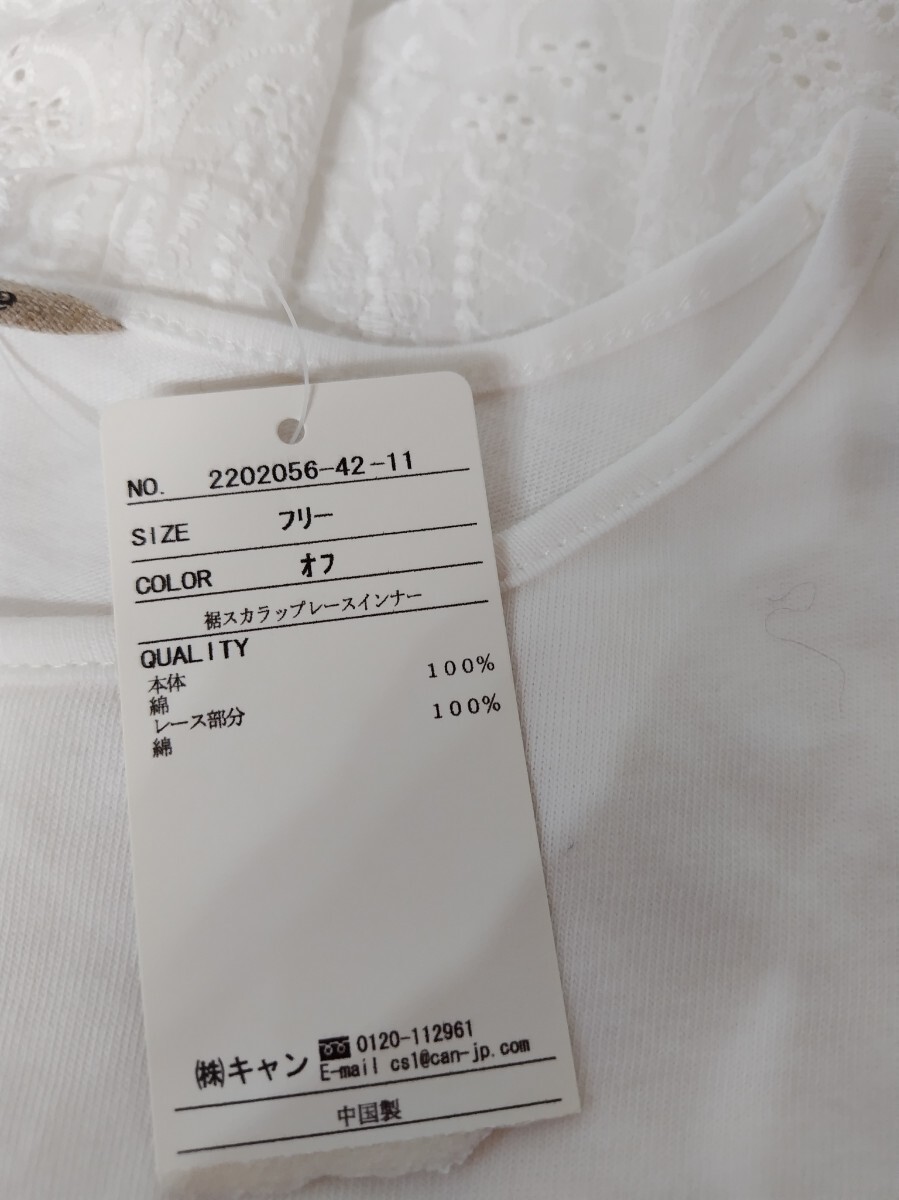 NO. 2202056-42-11
SIZE フリー
COLOR オフ
裾スカラップレースインナー
QUALITY
本体
綿 100%
レース部分
綿 100%
㈱キャン 0120-112961
E-mail cs1@can-jp.com
中国製